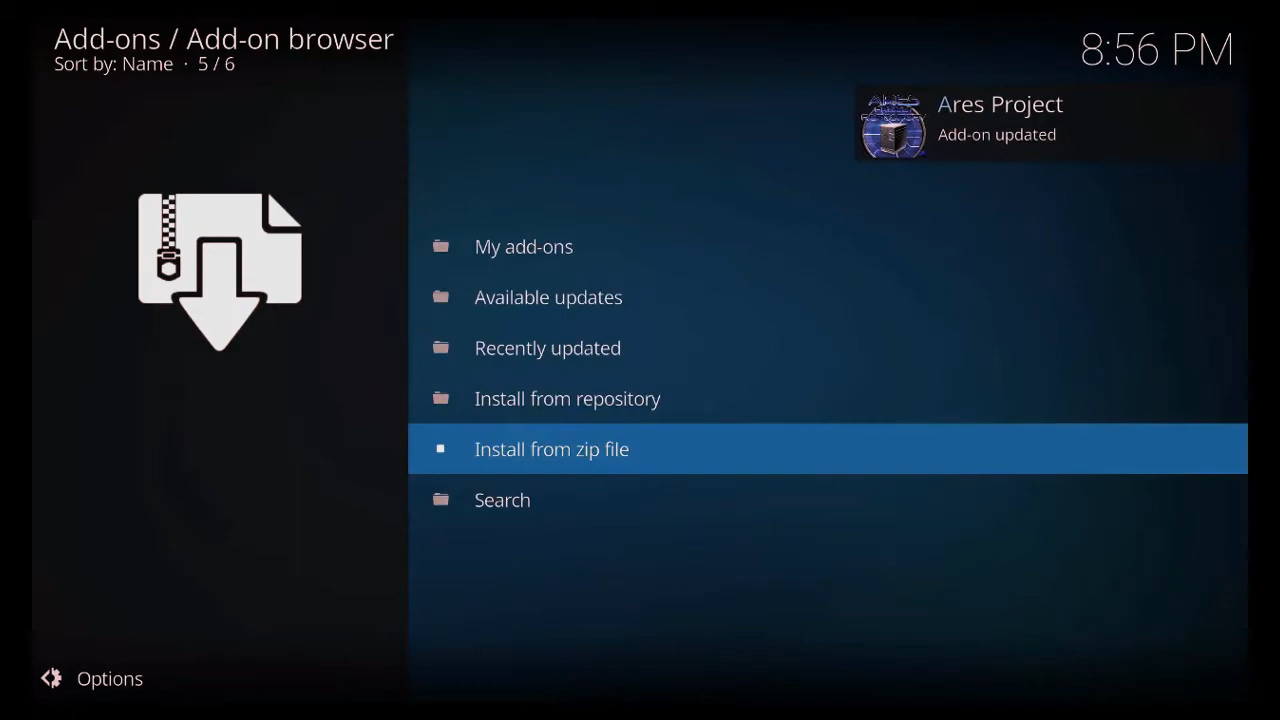 Add-ons / Add-on browser
Sort by: Name · 5 / 6
8:56 PM
Ares Project
Add-on updated
My add-ons
Available updates
Recently updated
Install from repository
Install from zip file
Search
Options